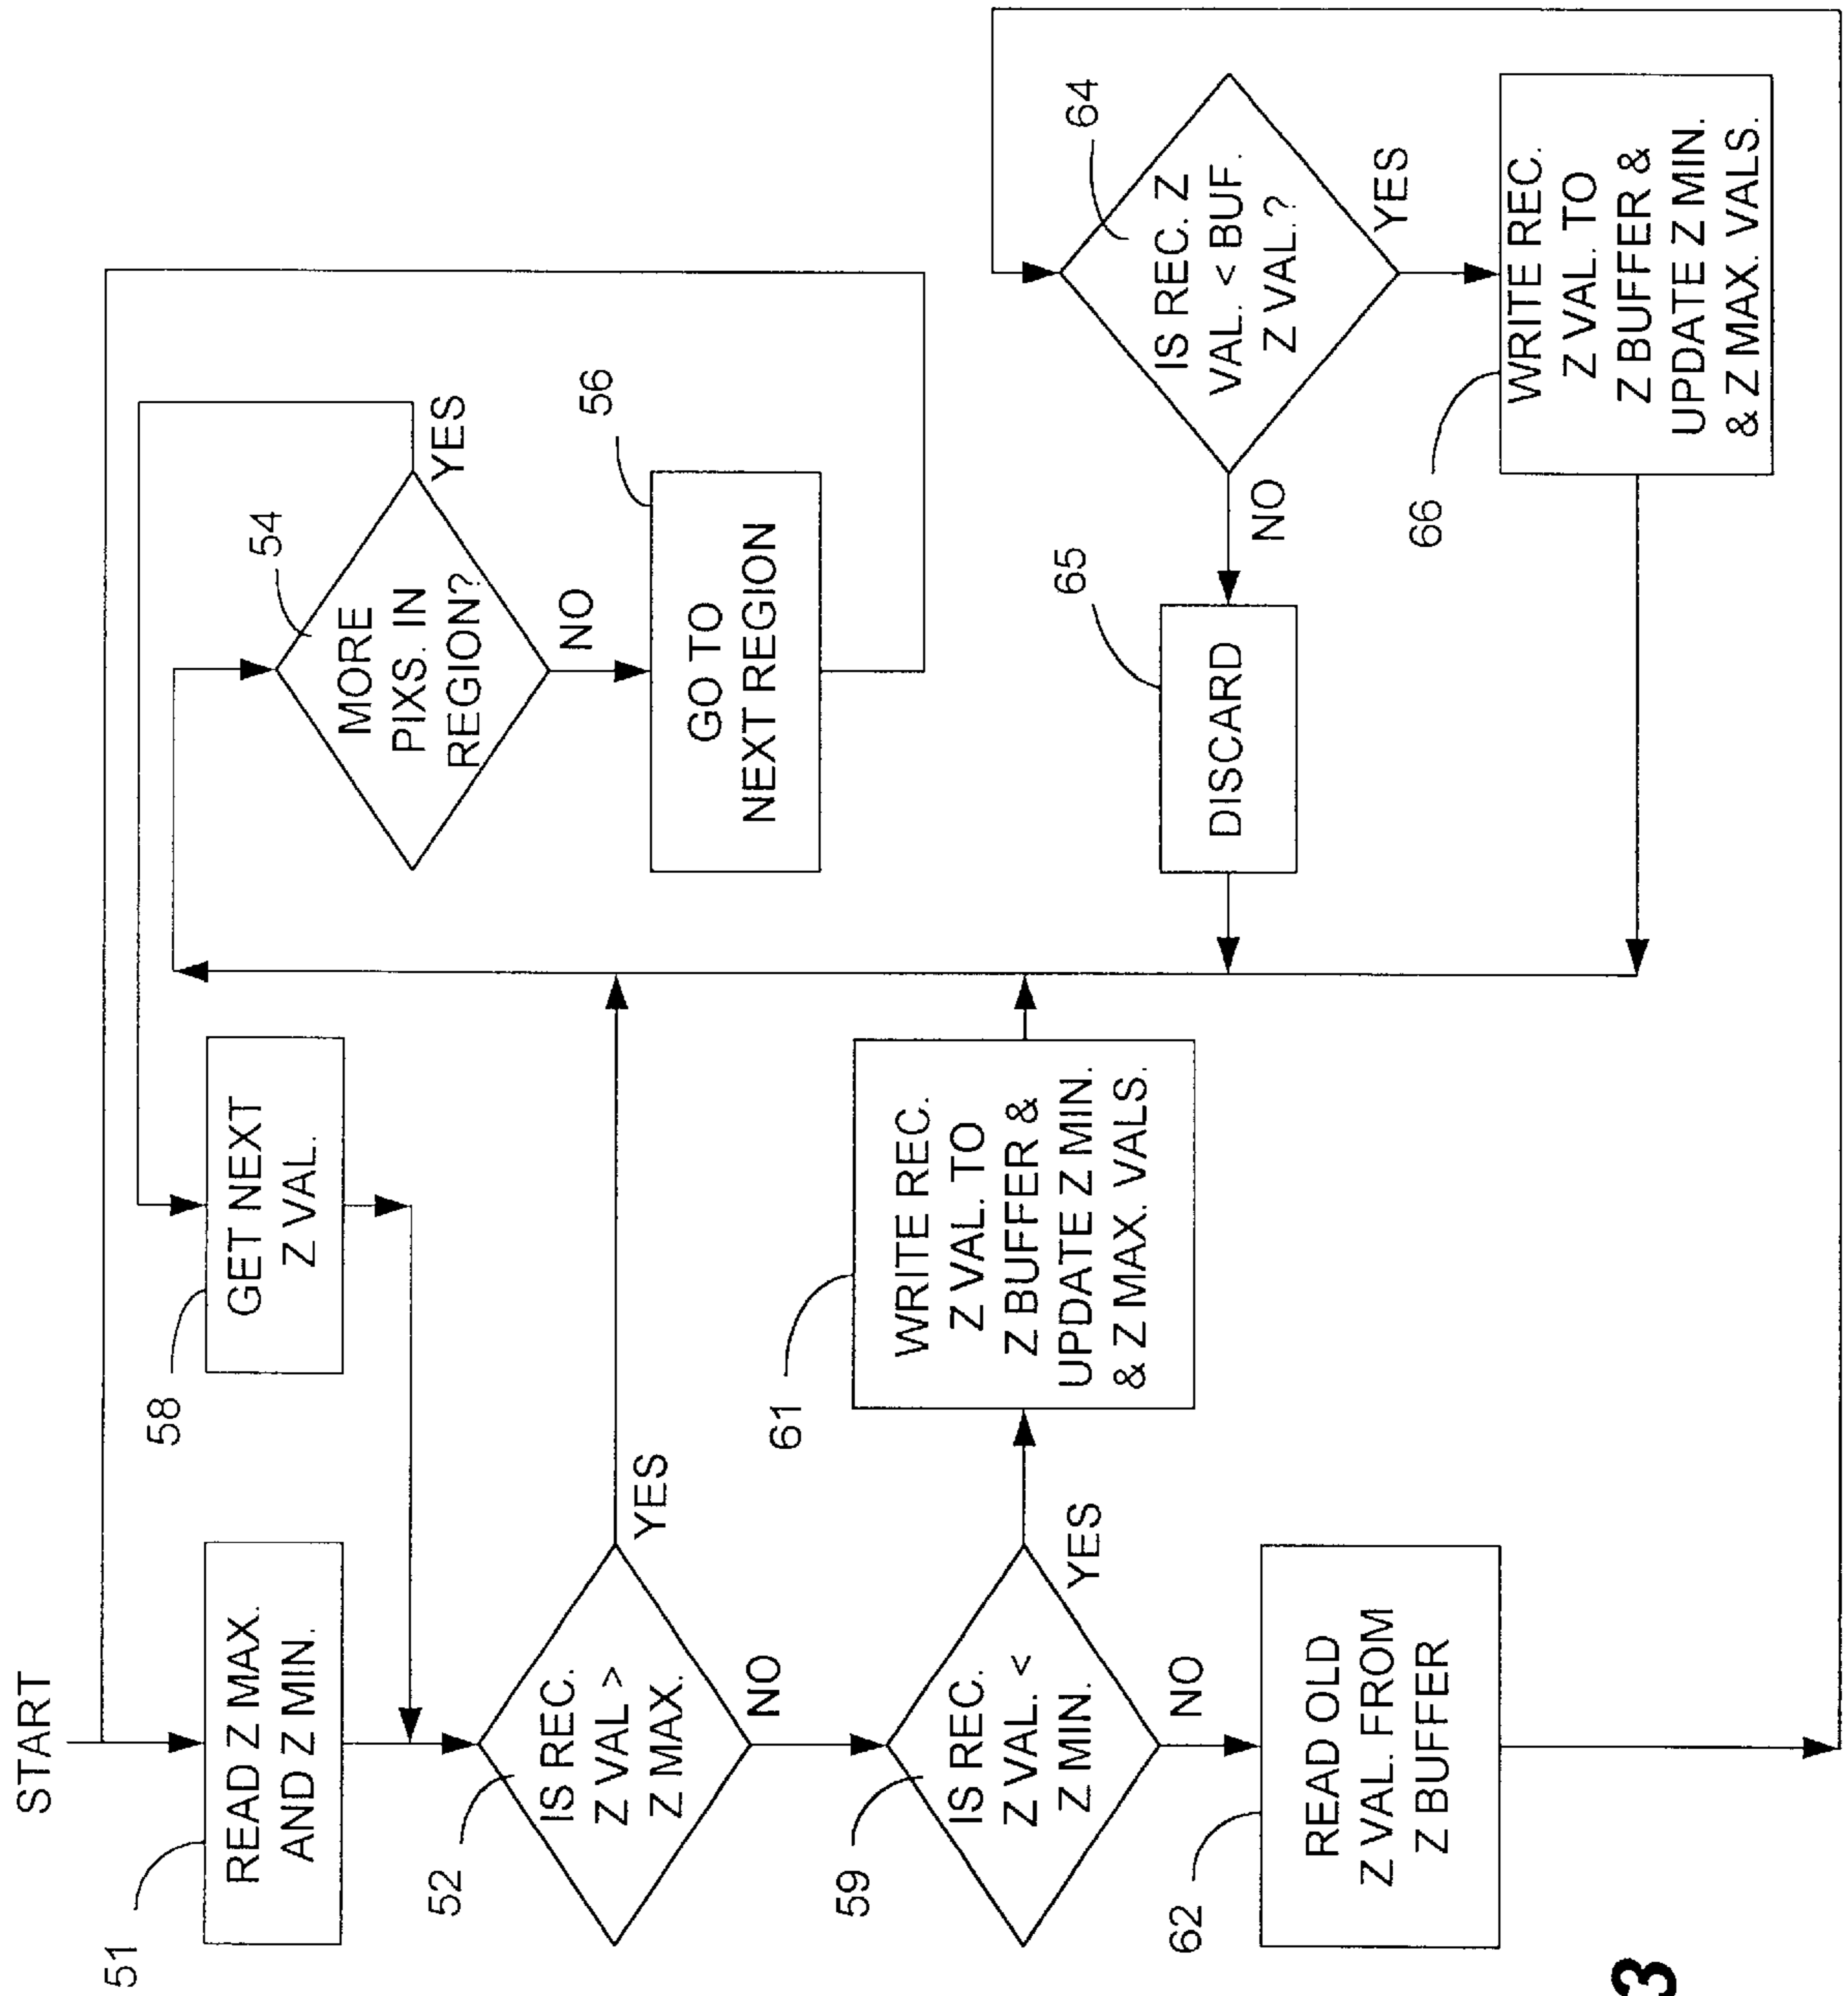 START
51
READ Z MAX.
AND Z MIN.
58
GET NEXT
Z VAL.
52
IS REC.
Z VAL >
Z MAX.
YES
NO
54
MORE
PIXS. IN
REGION?
YES
NO
56
GO TO
NEXT REGION
59
IS REC.
Z VAL. <
Z MIN.
YES
NO
61
WRITE REC.
Z VAL. TO
Z BUFFER &
UPDATE Z MIN.
& Z MAX. VALS.
62
READ OLD
Z VAL. FROM
Z BUFFER
64
IS REC. Z
VAL. < BUF.
Z VAL.?
NO
YES
65
DISCARD
66
WRITE REC.
Z VAL. TO
Z BUFFER &
UPDATE Z MIN.
& Z MAX. VALS.
3